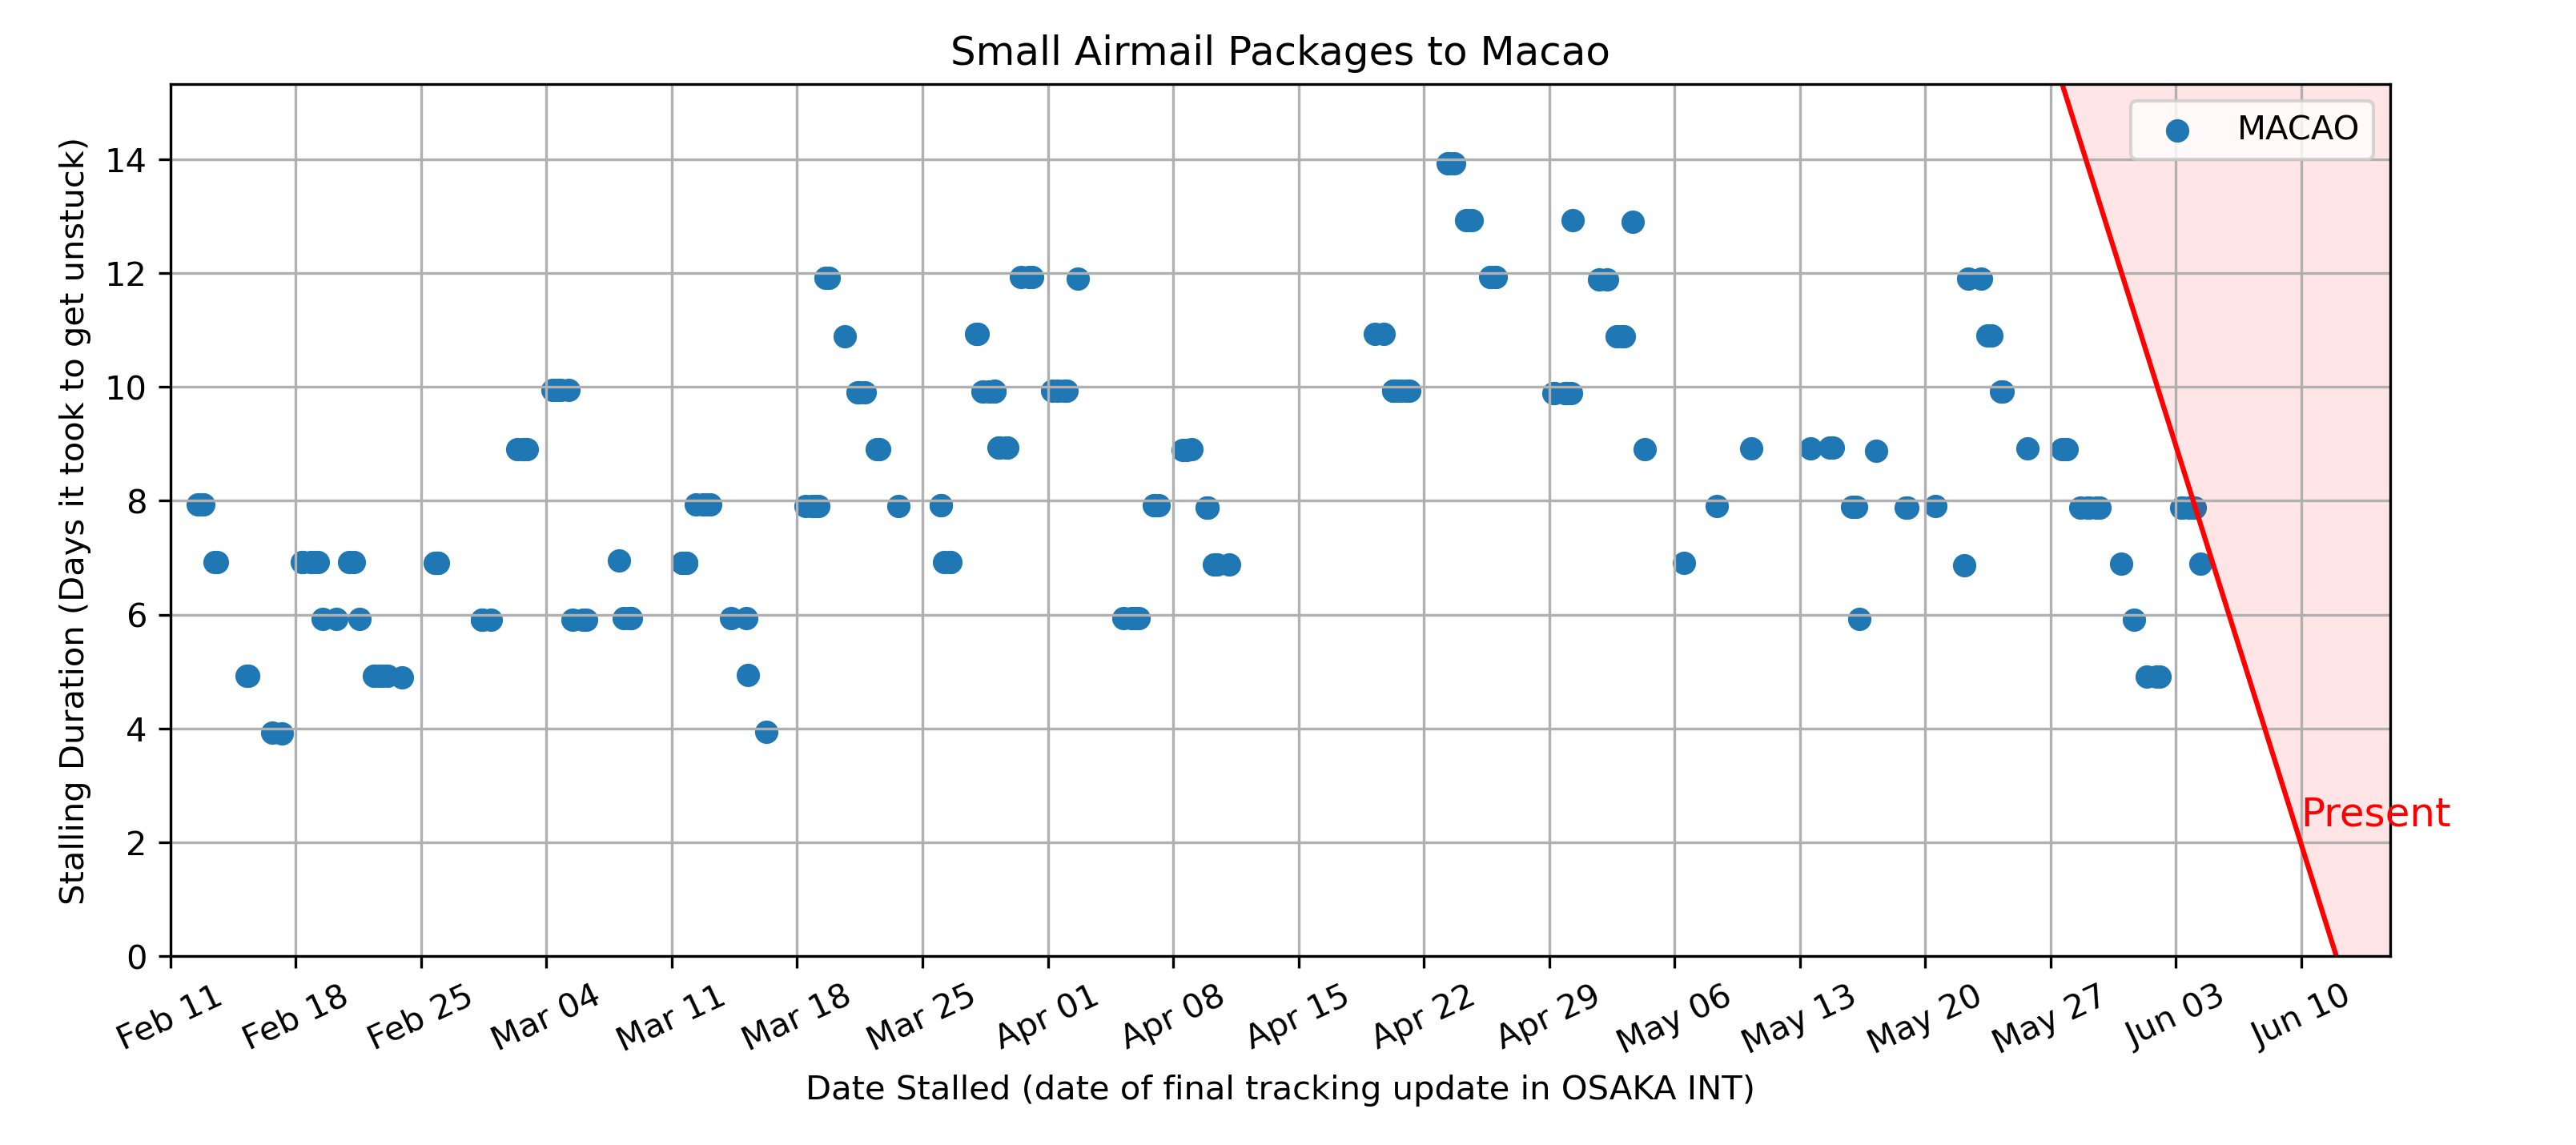 Small Airmail Packages to Macao
MACAO
Stalling Duration (Days it took to get unstuck)
14
12
10
8
6
4
2
0
Present
Feb 11
Feb 18
Feb 25
Mar 04
Mar 11
Mar 18
Mar 25
Apr 01
Apr 08
Apr 15
Apr 22
Apr 29
May 06
May 13
May 20
May 27
Jun 03
Jun 10
Date Stalled (date of final tracking update in OSAKA INT)